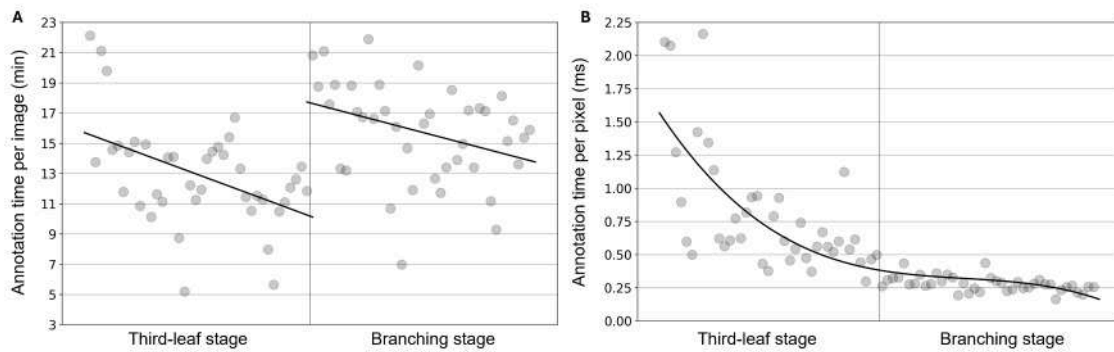 A
Annotation time per image (min)
23
21
19
17
15
13
11
9
7
5
3
Third-leaf stage
Branching stage
B
Annotation time per pixel (ms)
2.25
2.00
1.75
1.50
1.25
1.00
0.75
0.50
0.25
0.00
Third-leaf stage
Branching stage